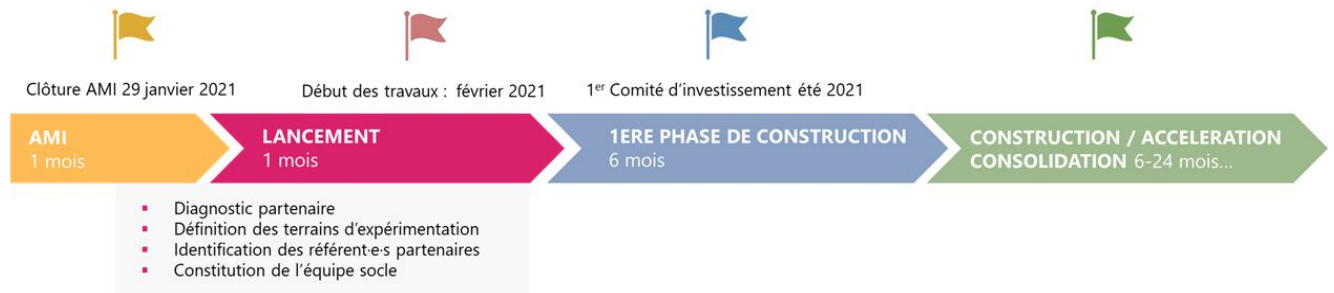 Clôture AMI 29 janvier 2021
Début des travaux : février 2021
1er Comité d'investissement été 2021
AMI
1 mois
LANCEMENT
1 mois
1ERE PHASE DE CONSTRUCTION
6 mois
CONSTRUCTION / ACCELERATION
CONSOLIDATION 6-24 mois...
▪ Diagnostic partenaire
▪ Définition des terrains d'expérimentation
▪ Identification des référent·e·s partenaires
▪ Constitution de l'équipe socle